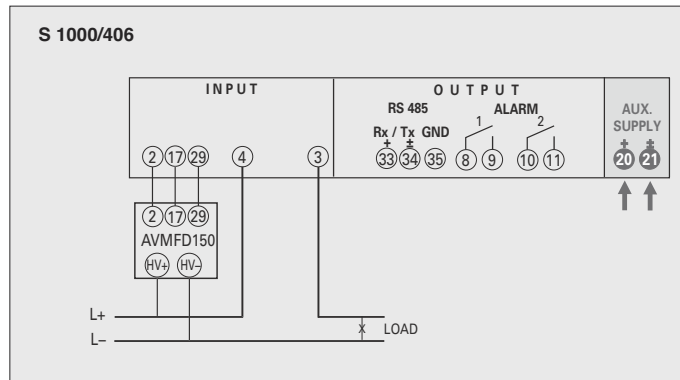 S 1000/406
INPUT
OUTPUT
RS 485 ALARM
AUX.
SUPPLY
1 2
Rx / Tx GND
+ ± + ±
2 17 29 4 3 33 34 35 8 9 10 11 20 21
2 17 29
AVMFD150
HV+ HV–
L+
X LOAD
L–